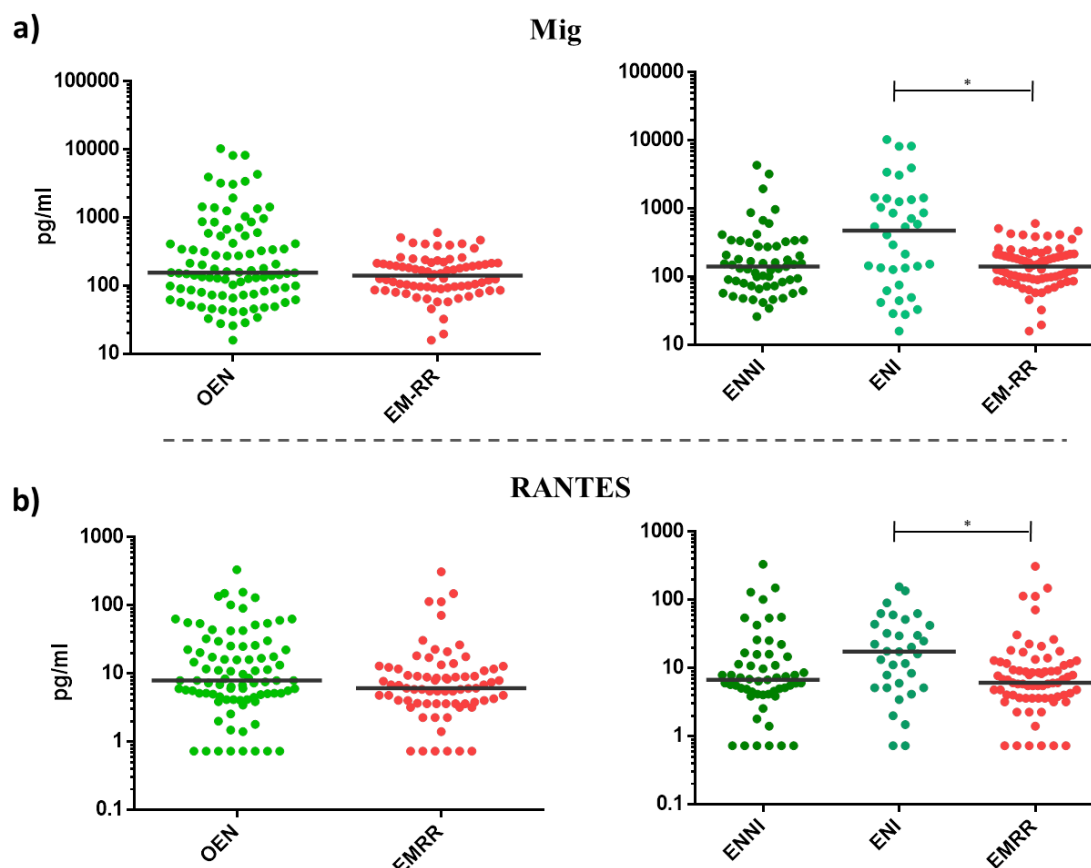 a)
Mig
100000
10000
1000
100
10
pg/ml
OEN
EM-RR
100000
10000
1000
100
10
*
ENNI
ENI
EM-RR
b)
RANTES
1000
100
10
1
0.1
pg/ml
OEN
EMRR
1000
100
10
1
0.1
*
ENNI
ENI
EMRR